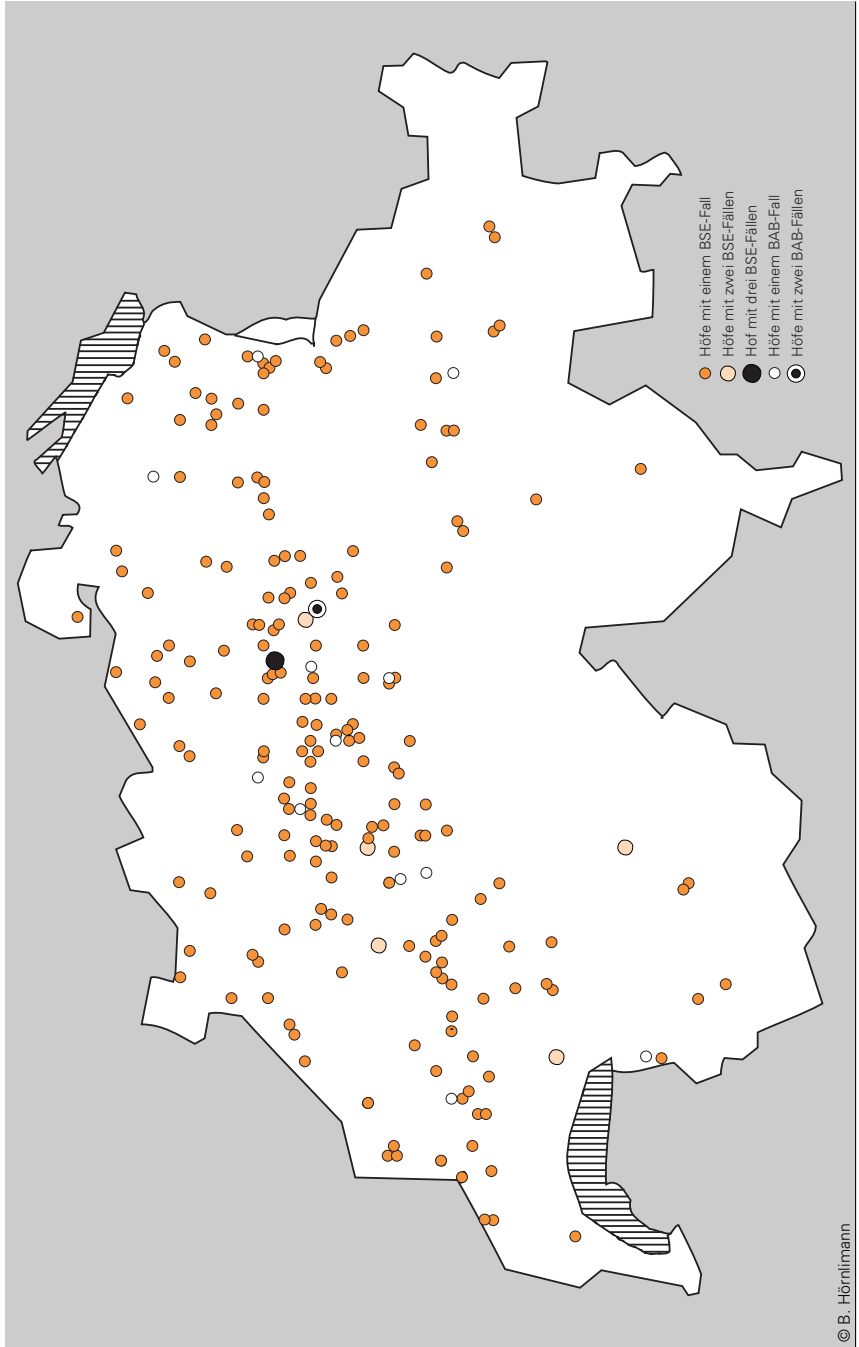 Höfe mit einem BSE-Fall
Höfe mit zwei BSE-Fällen
Hof mit drei BSE-Fällen
Höfe mit einem BAB-Fall
Höfe mit zwei BAB-Fällen
© B. Hörnlimann